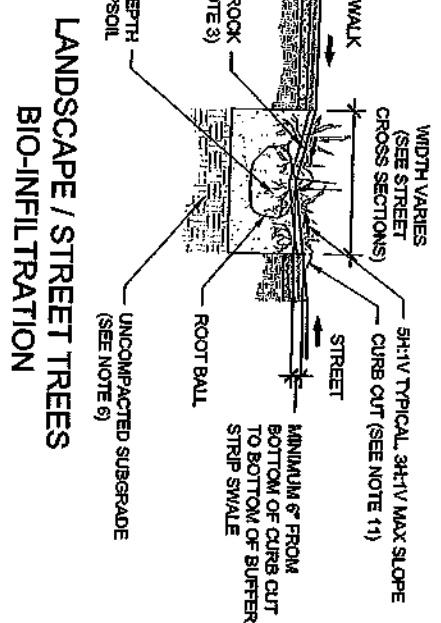 WIDTH VARIES
(SEE STREET
CROSS SECTIONS)
5H:1V TYPICAL, 3H:1V MAX SLOPE
CURB CUT (SEE NOTE 11)
WALK
STREET
ROCK
OTE 3)
MINIMUM 6" FROM
BOTTOM OF CURB CUT
TO BOTTOM OF BUFFER
STRIP SWALE
EPTH
PSOIL
ROOT BALL
UNCOMPACTED SUBGRADE
(SEE NOTE 6)
LANDSCAPE / STREET TREES
BIO-INFILTRATION